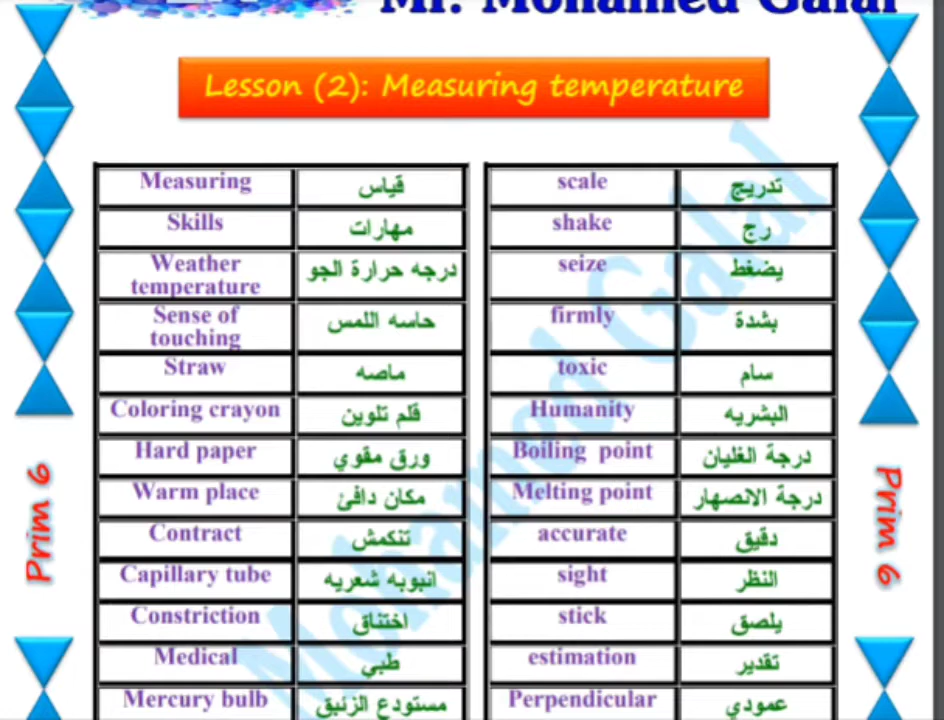 Mr. Mohamed Galal
Lesson (2): Measuring temperature
Measuring قياس scale تدريج
Skills مهارات shake رج
Weather temperature درجه حرارة الجو seize يضغط
Sense of touching حاسه اللمس firmly بشدة
Straw ماصه toxic سام
Coloring crayon قلم تلوين Humanity البشريه
Hard paper ورق مقوي Boiling point درجة الغليان
Warm place مكان دافئ Melting point درجة الانصهار
Contract تنكمش accurate دقيق
Capillary tube انبوبه شعريه sight النظر
Constriction اختناق stick يلصق
Medical طبي estimation تقدير
Mercury bulb مستودع الزئبق Perpendicular عمودي
Prim 6
Prim 6
Mohamed Galal